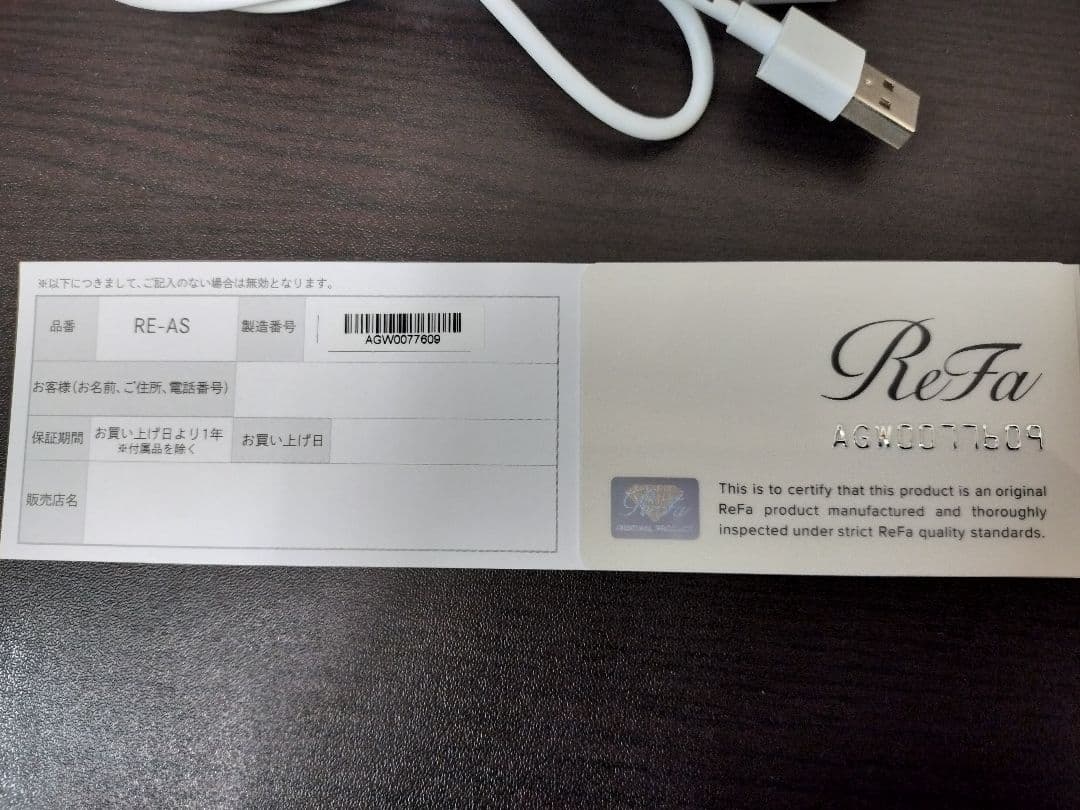 ※以下につきまして、ご記入のない場合は無効となります。
品番
RE-AS
製造番号
AGW0077609
お客様(お名前、ご住所、電話番号)
保証期間
お買い上げ日より1年
※付属品を除く
お買い上げ日
販売店名
ReFa
AGW0077609
ReFa
ORIGINAL PRODUCT
This is to certify that this product is an original
ReFa product manufactured and thoroughly
inspected under strict ReFa quality standards.